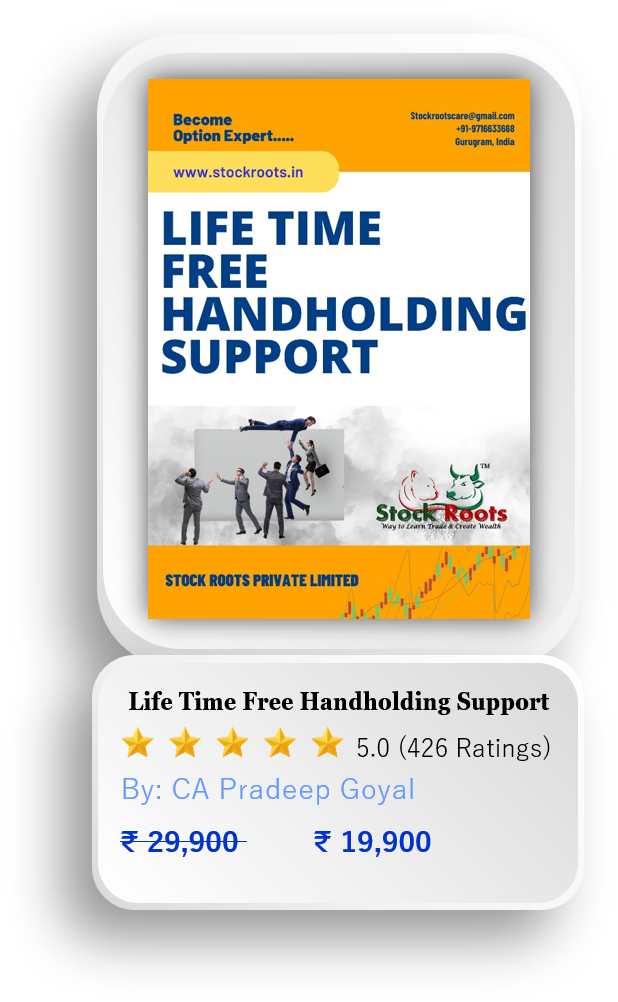 Become
Option Expert.....
Stockrootscare@gmail.com
+91-9716633668
Gurugram, India
www.stockroots.in
LIFE TIME
FREE
HANDHOLDING
SUPPORT
TM
Stock Roots
Way to Learn Trade & Create Wealth
STOCK ROOTS PRIVATE LIMITED
Life Time Free Handholding Support
5.0 (426 Ratings)
By: CA Pradeep Goyal
₹ 29,900 ₹ 19,900